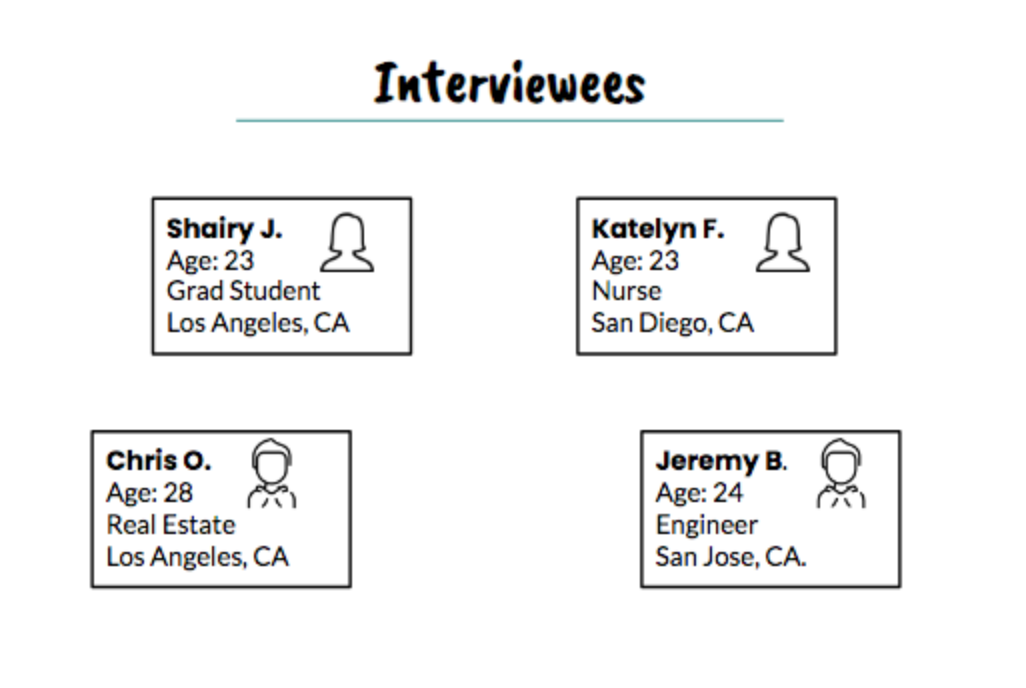 Interviewees
Shairy J.
Age: 23
Grad Student
Los Angeles, CA
Katelyn F.
Age: 23
Nurse
San Diego, CA
Chris O.
Age: 28
Real Estate
Los Angeles, CA
Jeremy B.
Age: 24
Engineer
San Jose, CA.